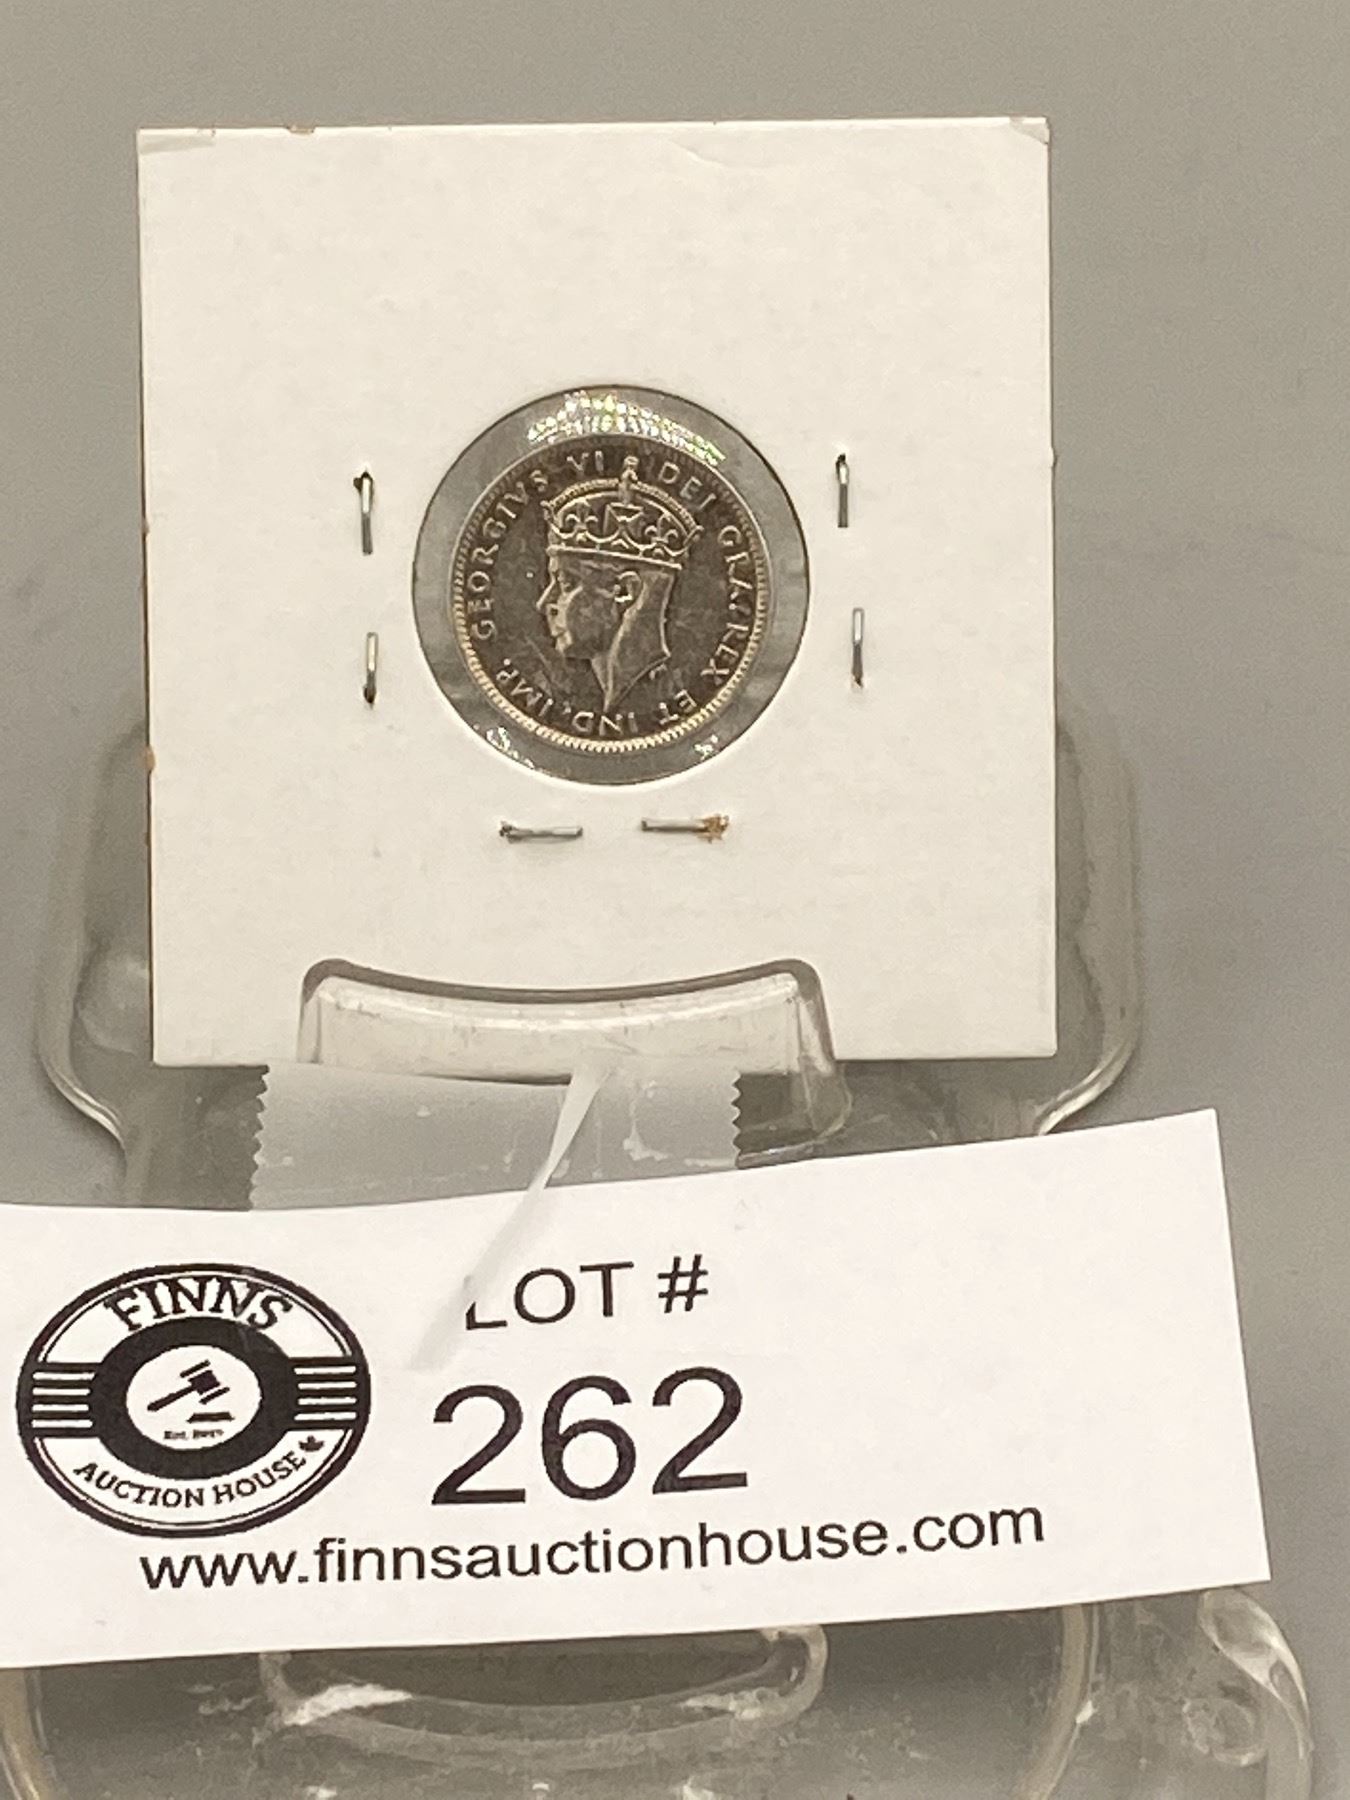 GEORGIVS VI DEI GRA. REX ET IND. IMP.
LOT #
262
FINNS
AUCTION HOUSE
www.finnsauctionhouse.com